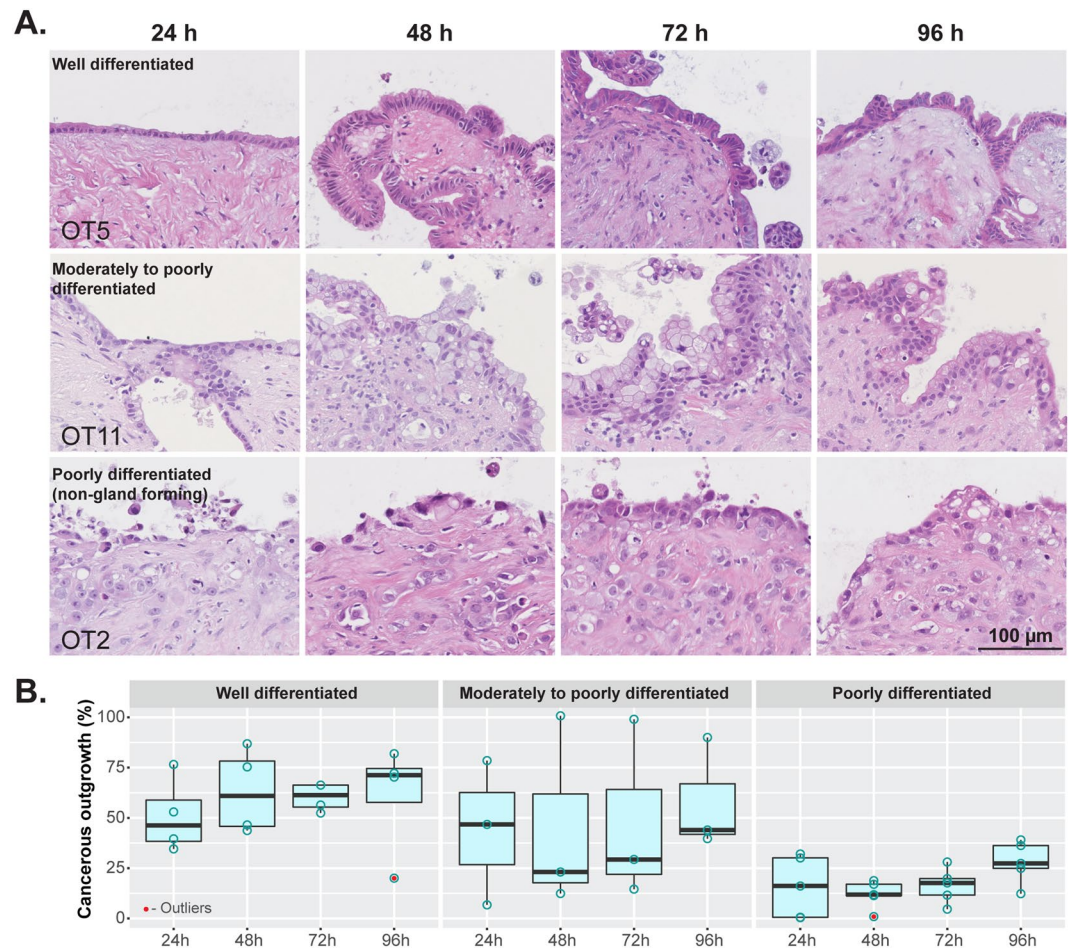 A.
24 h 48 h 72 h 96 h
Well differentiated
OT5
Moderately to poorly
differentiated
OT11
Poorly differentiated
(non-gland forming)
OT2
100 µm
B.
Well differentiated Moderately to poorly differentiated Poorly differentiated
Cancerous outgrowth (%)
100
75
50
25
0
- Outliers
24h 48h 72h 96h 24h 48h 72h 96h 24h 48h 72h 96h